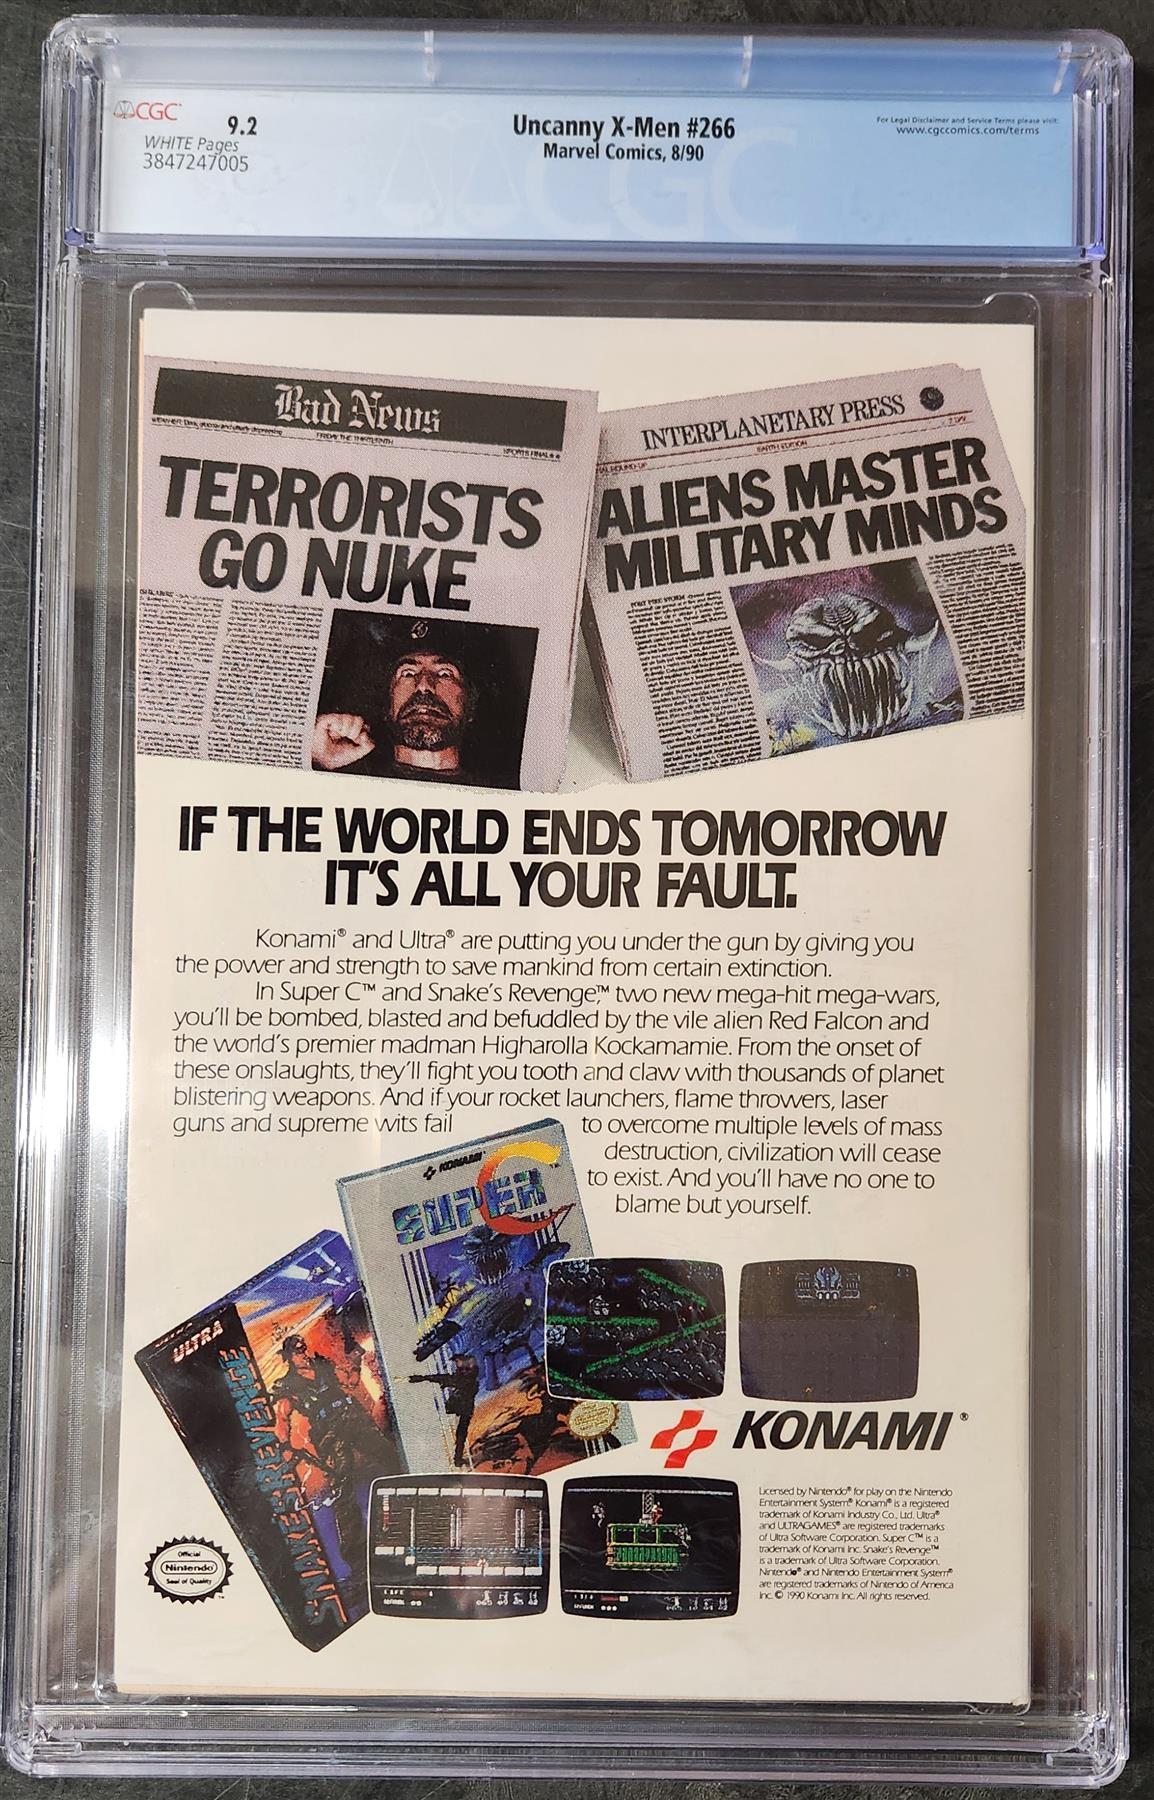 CGC
9.2
WHITE Pages
3847247005
Uncanny X-Men #266
Marvel Comics, 8/90
For Legal Disclaimer and Service Terms please visit:
www.cgccomics.com/terms
Bad News
FRIDAY THE THIRTEENTH
SPORTS FINAL
TERRORISTS
GO NUKE
INTERPLANETARY PRESS
EARTH EDITION
ALIENS MASTER
MILITARY MINDS
IF THE WORLD ENDS TOMORROW
IT'S ALL YOUR FAULT.
Konami® and Ultra® are putting you under the gun by giving you
the power and strength to save mankind from certain extinction.
In Super C™ and Snake's Revenge,™ two new mega-hit mega-wars,
you'll be bombed, blasted and befuddled by the vile alien Red Falcon and
the world's premier madman Higharolla Kockamamie. From the onset of
these onslaughts, they'll fight you tooth and claw with thousands of planet
blistering weapons. And if your rocket launchers, flame throwers, laser
guns and supreme wits fail to overcome multiple levels of mass
destruction, civilization will cease
to exist. And you'll have no one to
blame but yourself.
KONAMI
SUPER C
ULTRA
SNAKE'S REVENGE
KONAMI®
LIFE
Official
Nintendo®
Seal of Quality
TM
Licensed by Nintendo® for play on the Nintendo
Entertainment System® Konami® is a registered
trademark of Konami Industry Co., Ltd. Ultra®
and ULTRAGAMES® are registered trademarks
of Ultra Software Corporation. Super C™ is a
trademark of Konami Inc. Snake's Revenge™
is a trademark of Ultra Software Corporation.
Nintendo® and Nintendo Entertainment System®
are registered trademarks of Nintendo of America
Inc. © 1990 Konami Inc. All rights reserved.